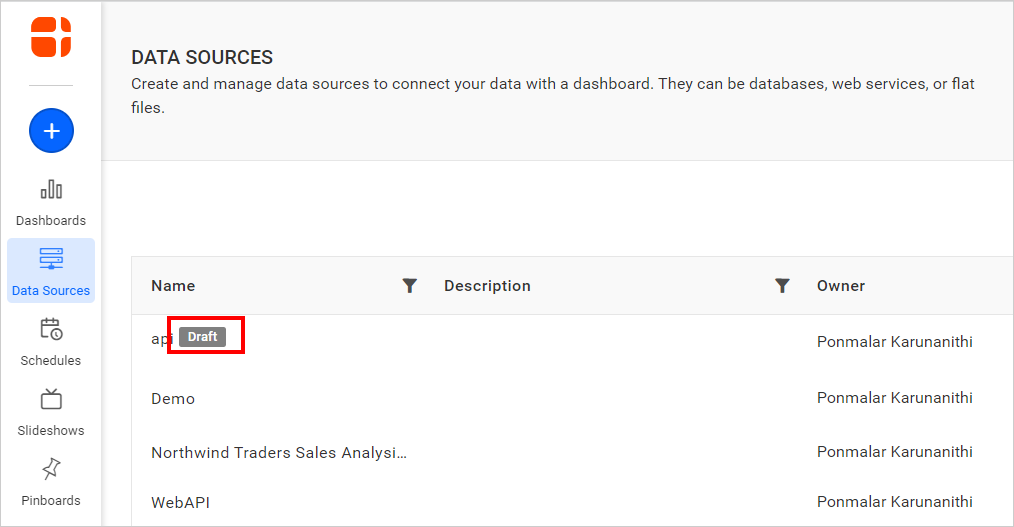 DATA SOURCES
Create and manage data sources to connect your data with a dashboard. They can be databases, web services, or flat
files.
Dashboards
Data Sources
Schedules
Slideshows
Pinboards
Name Description Owner
api Draft Ponmalar Karunanithi
Demo Ponmalar Karunanithi
Northwind Traders Sales Analysi... Ponmalar Karunanithi
WebAPI Ponmalar Karunanithi